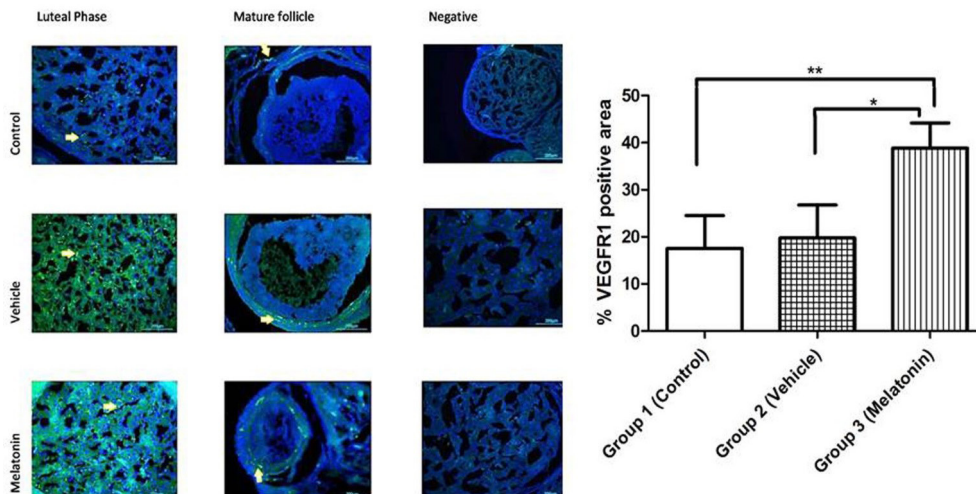 Luteal Phase
Mature follicle
Negative
Control
Vehicle
Melatonin
**
*
50
40
30
20
10
0
% VEGFR1 positive area
Group 1 (Control)
Group 2 (Vehicle)
Group 3 (Melatonin)